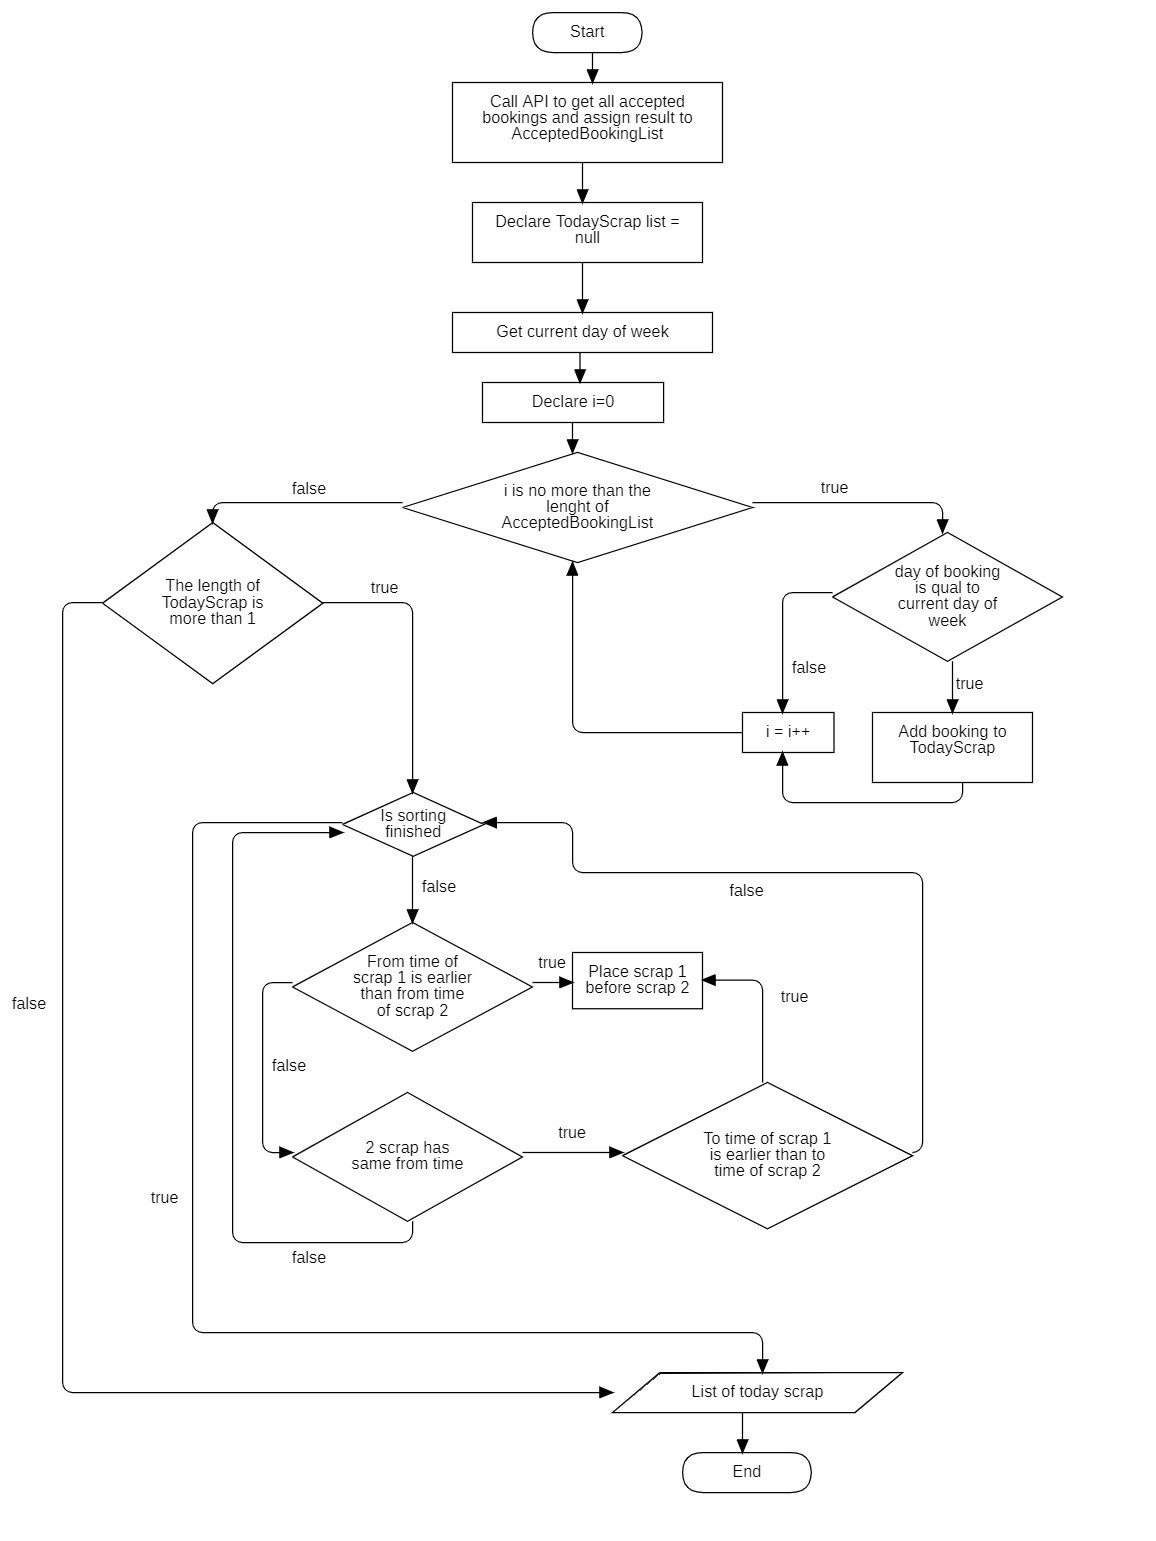 Start
Call API to get all accepted
bookings and assign result to
AcceptedBookingList
Declare TodayScrap list =
null
Get current day of week
Declare i=0
i is no more than the
lenght of
AcceptedBookingList
false
true
The length of
TodayScrap is
more than 1
true
day of booking
is qual to
current day of
week
false
true
i = i++
Add booking to
TodayScrap
Is sorting
finished
false
false
From time of
scrap 1 is earlier
than from time
of scrap 2
true
Place scrap 1
before scrap 2
true
false
false
2 scrap has
same from time
true
To time of scrap 1
is earlier than to
time of scrap 2
true
false
List of today scrap
End